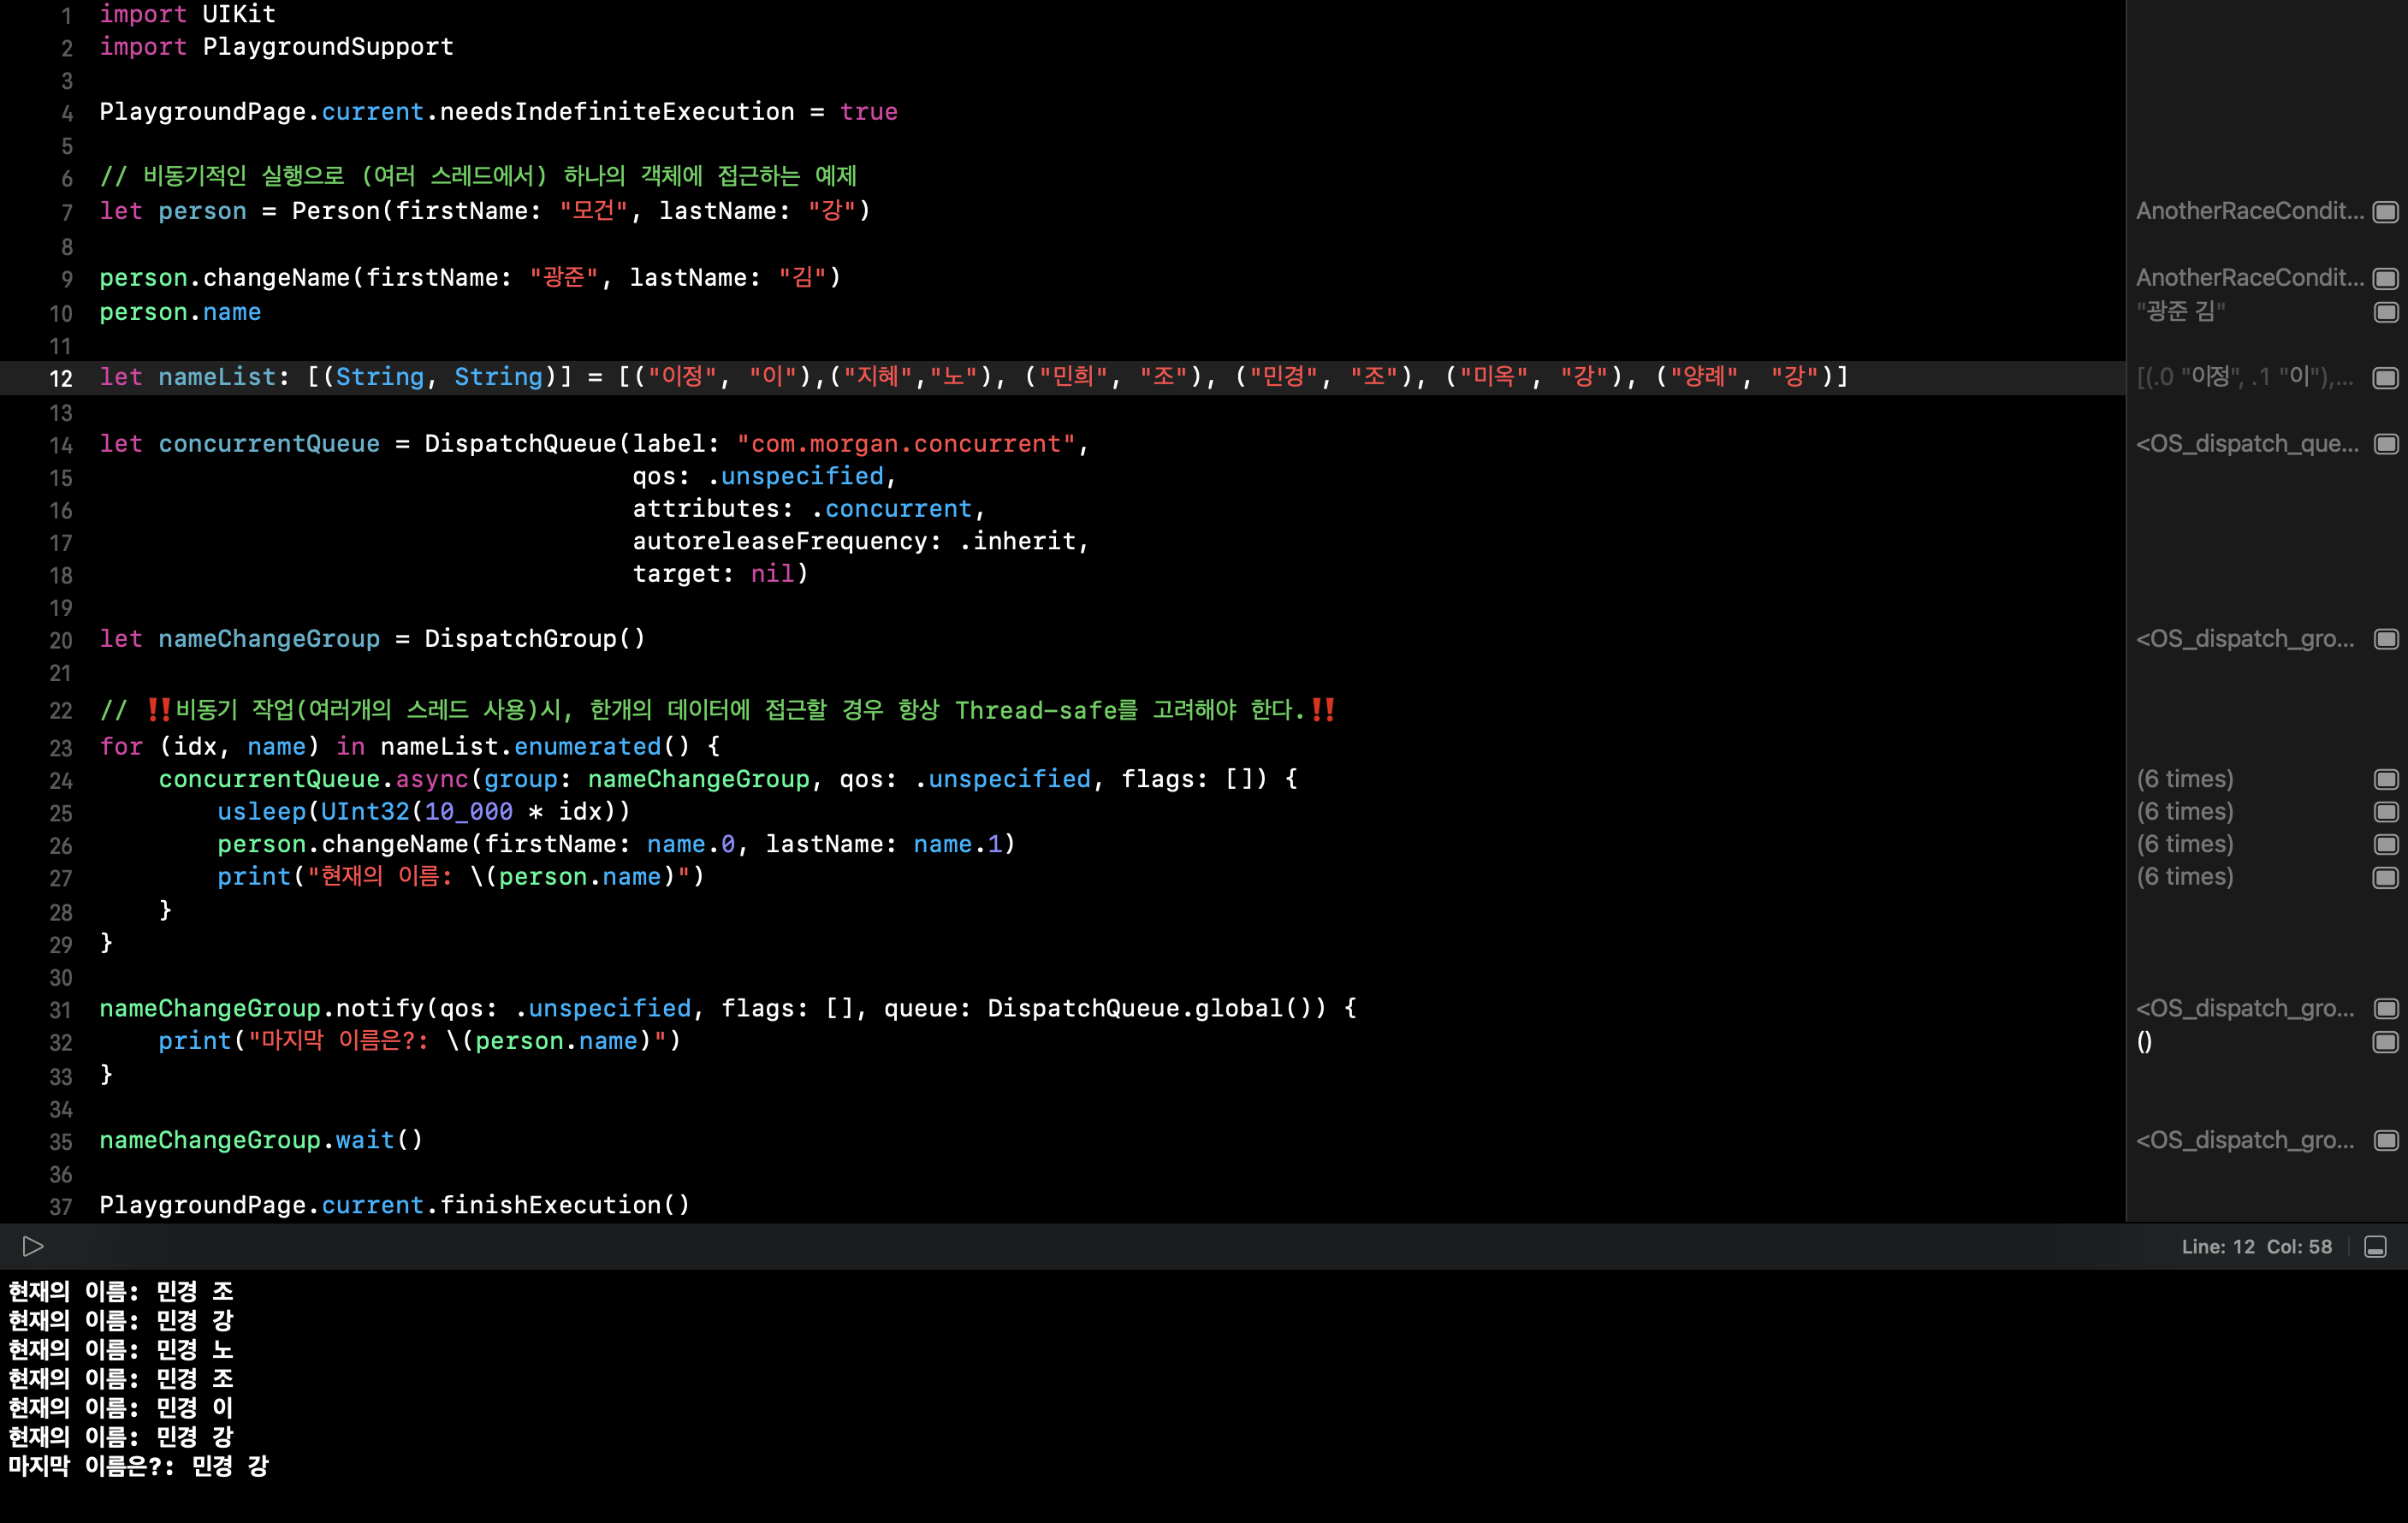 1 import UIKit
2 import PlaygroundSupport
3
4 PlaygroundPage.current.needsIndefiniteExecution = true
5
6 // 비동기적인 실행으로 (여러 스레드에서) 하나의 객체에 접근하는 예제
7 let person = Person(firstName: "모건", lastName: "강") AnotherRaceCondit...
8
9 person.changeName(firstName: "광준", lastName: "김") AnotherRaceCondit...
10 person.name "광준 김"
11
12 let nameList: [(String, String)] = [("이정", "이"),("지혜","노"), ("민희", "조"), ("민경", "조"), ("미옥", "강"), ("양례", "강")] [(.0 "이정", .1 "이"),...
13
14 let concurrentQueue = DispatchQueue(label: "com.morgan.concurrent", <OS_dispatch_que...
15 qos: .unspecified,
16 attributes: .concurrent,
17 autoreleaseFrequency: .inherit,
18 target: nil)
19
20 let nameChangeGroup = DispatchGroup() <OS_dispatch_gro...
21
22 // ‼️비동기 작업(여러개의 스레드 사용)시, 한개의 데이터에 접근할 경우 항상 Thread-safe를 고려해야 한다.‼️
23 for (idx, name) in nameList.enumerated() {
24 concurrentQueue.async(group: nameChangeGroup, qos: .unspecified, flags: []) { (6 times)
25 usleep(UInt32(10_000 * idx)) (6 times)
26 person.changeName(firstName: name.0, lastName: name.1) (6 times)
27 print("현재의 이름: \(person.name)") (6 times)
28 }
29 }
30
31 nameChangeGroup.notify(qos: .unspecified, flags: [], queue: DispatchQueue.global()) { <OS_dispatch_gro...
32 print("마지막 이름은?: \(person.name)") ()
33 }
34
35 nameChangeGroup.wait() <OS_dispatch_gro...
36
37 PlaygroundPage.current.finishExecution()
Line: 12 Col: 58
현재의 이름: 민경 조
현재의 이름: 민경 강
현재의 이름: 민경 노
현재의 이름: 민경 조
현재의 이름: 민경 이
현재의 이름: 민경 강
마지막 이름은?: 민경 강